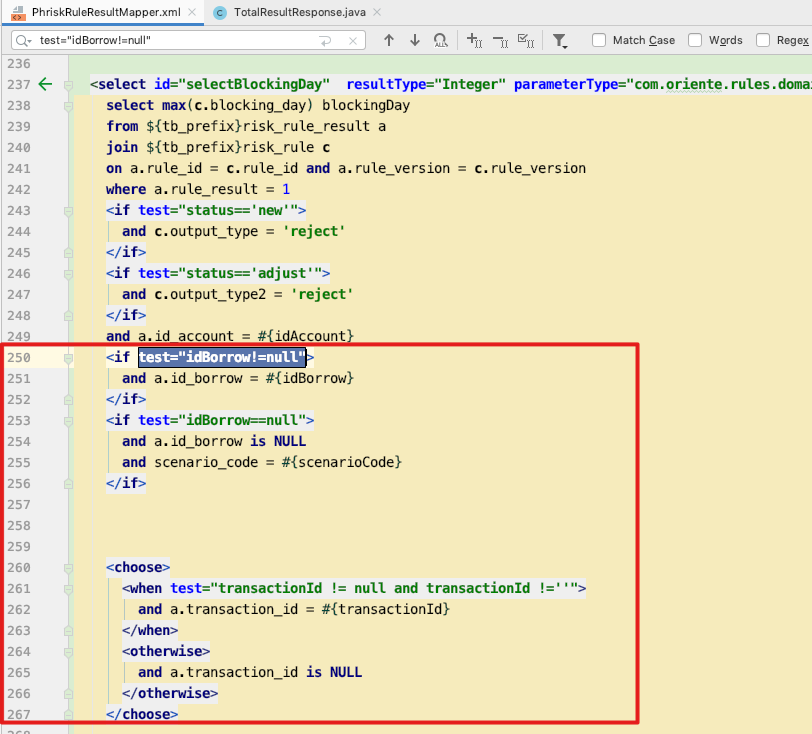 PhriskRuleResultMapper.xml TotalResultResponse.java
test="idBorrow!=null" Match Case Words Regex
236
237 <select id="selectBlockingDay" resultType="Integer" parameterType="com.oriente.rules.doma
238 select max(c.blocking_day) blockingDay
239 from ${tb_prefix}risk_rule_result a
240 join ${tb_prefix}risk_rule c
241 on a.rule_id = c.rule_id and a.rule_version = c.rule_version
242 where a.rule_result = 1
243 <if test="status=='new'">
244 and c.output_type = 'reject'
245 </if>
246 <if test="status=='adjust'">
247 and c.output_type2 = 'reject'
248 </if>
249 and a.id_account = #{idAccount}
250 <if test="idBorrow!=null">
251 and a.id_borrow = #{idBorrow}
252 </if>
253 <if test="idBorrow==null">
254 and a.id_borrow is NULL
255 and scenario_code = #{scenarioCode}
256 </if>
257
258
259
260 <choose>
261 <when test="transactionId != null and transactionId !=''">
262 and a.transaction_id = #{transactionId}
263 </when>
264 <otherwise>
265 and a.transaction_id is NULL
266 </otherwise>
267 </choose>